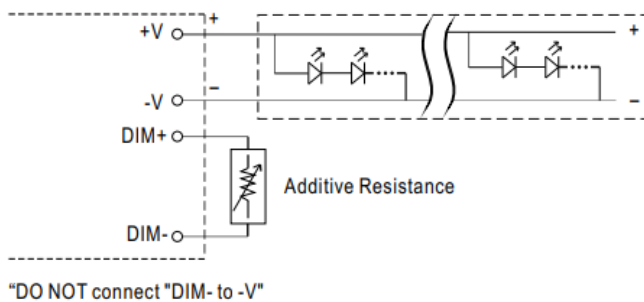 +V +
+
-V −
−
DIM+
Additive Resistance
DIM-
"DO NOT connect "DIM- to -V"